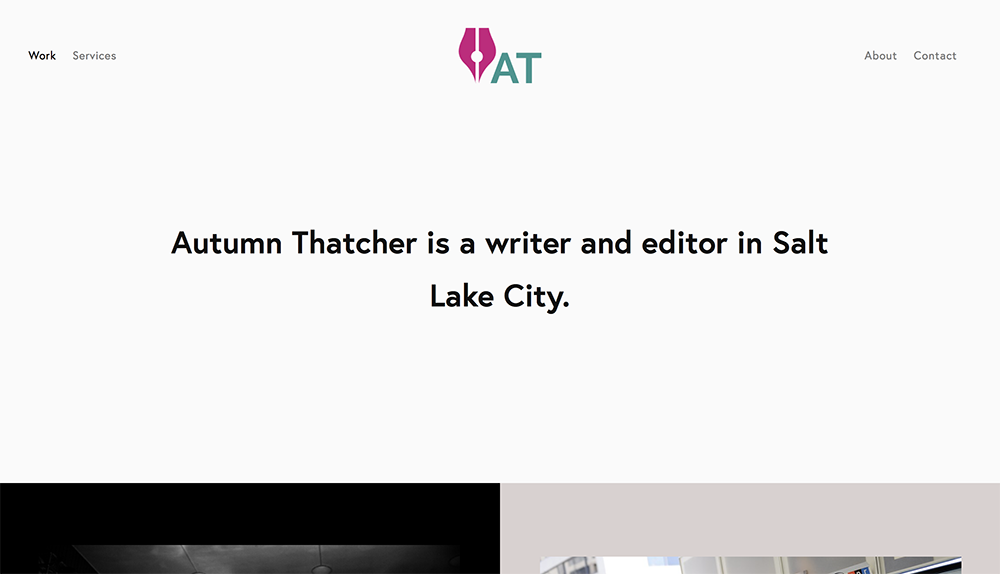 Work Services
AT
About Contact
Autumn Thatcher is a writer and editor in Salt
Lake City.